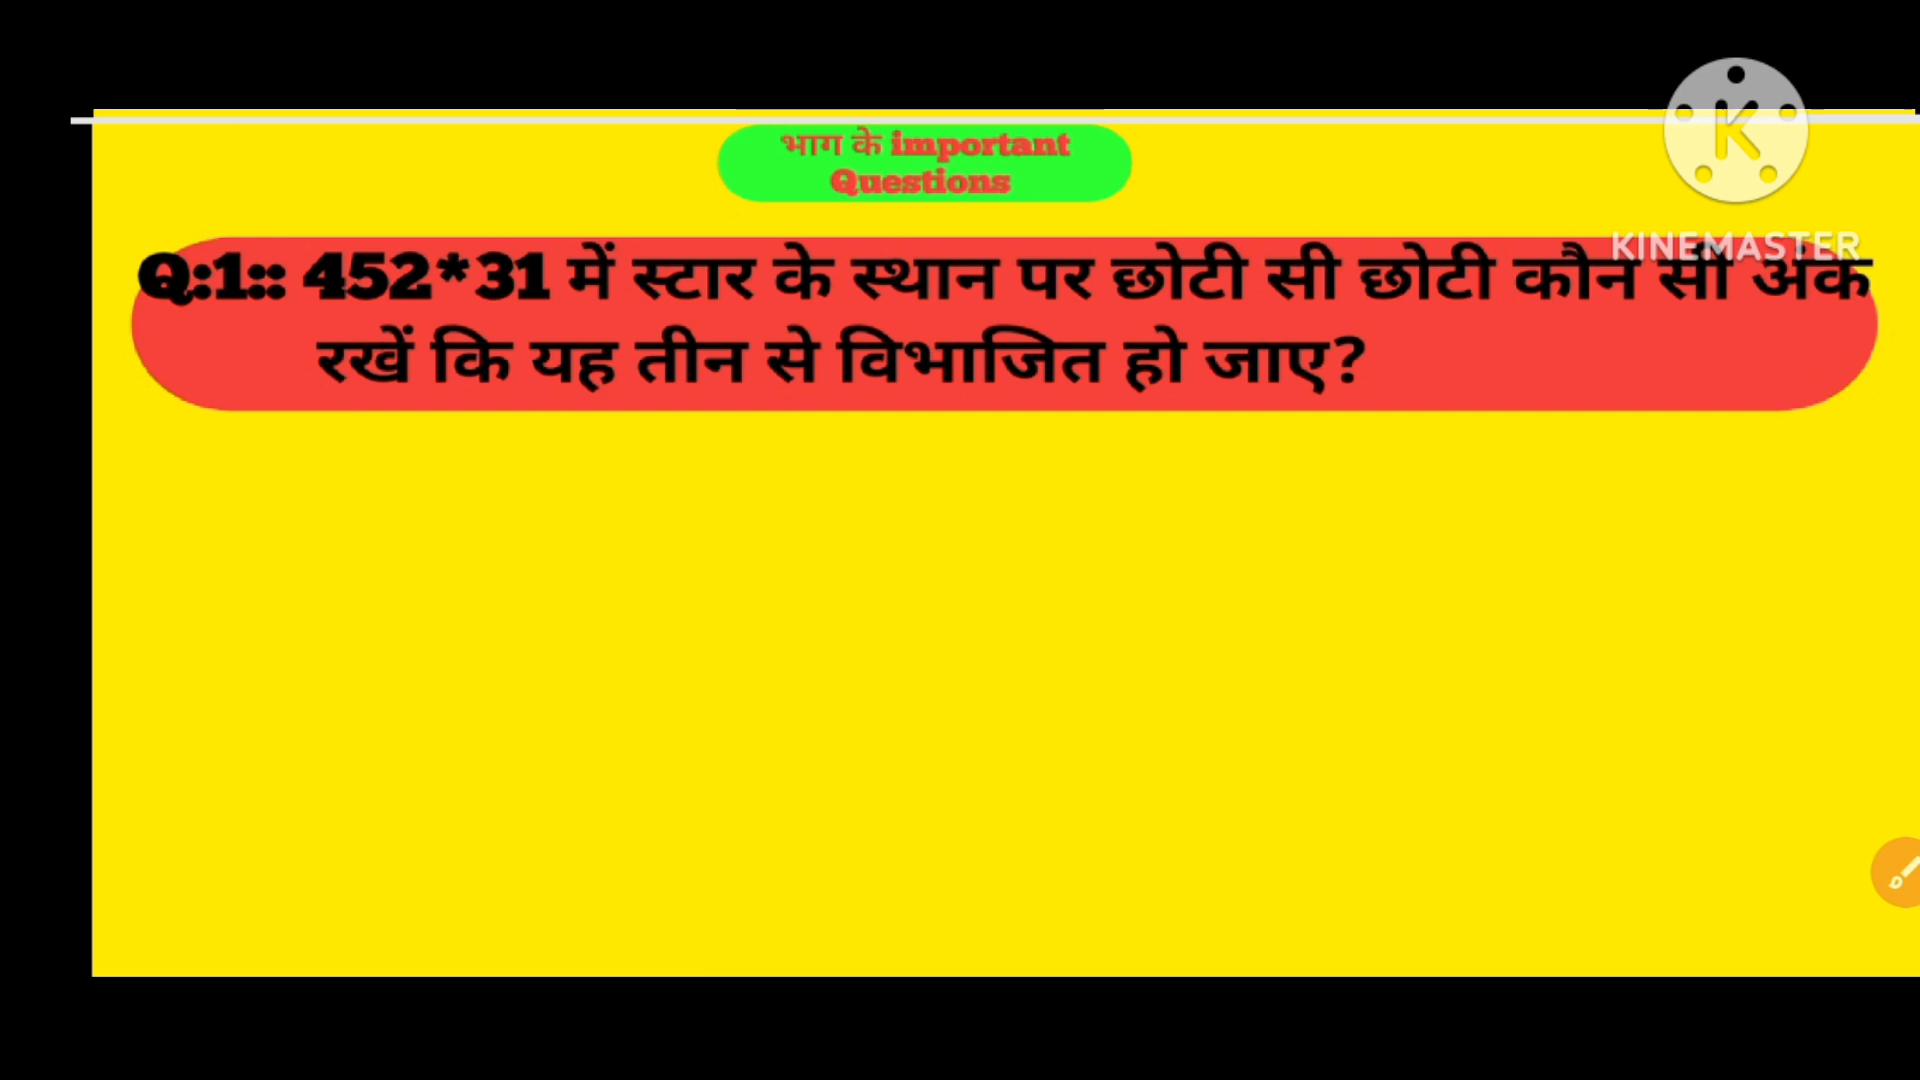 भाग के important
Questions
KINEMASTER
Q:1:: 452*31 में स्टार के स्थान पर छोटी सी छोटी कौन सी अंक
रखें कि यह तीन से विभाजित हो जाए?